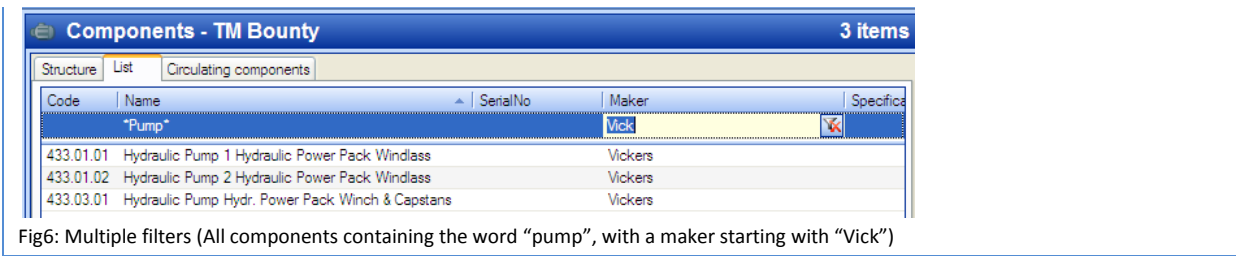 Components - TM Bounty 3 items
Structure List Circulating components
Code Name SerialNo Maker Specifica
*Pump* Vick
433.01.01 Hydraulic Pump 1 Hydraulic Power Pack Windlass Vickers
433.01.02 Hydraulic Pump 2 Hydraulic Power Pack Windlass Vickers
433.03.01 Hydraulic Pump Hydr. Power Pack Winch & Capstans Vickers
Fig6: Multiple filters (All components containing the word “pump”, with a maker starting with “Vick”)